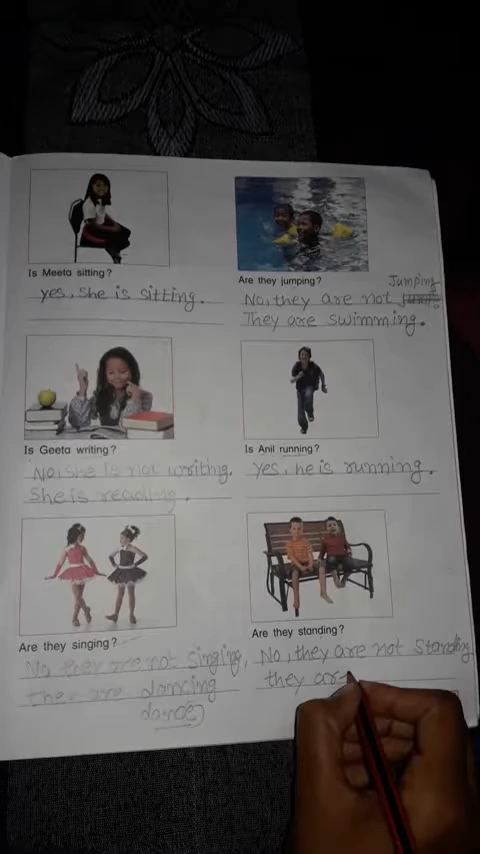 Is Meeta sitting?
yes, she is sitting.
Are they jumping?
Jumping
No, they are not
They are swimming.
Is Geeta writing?
No, she is not writing.
She is reading.
Is Anil running?
Yes, he is running.
Are they singing?
No they are not singing,
they are dancing
dance
Are they standing?
No, they are not Standing
they are